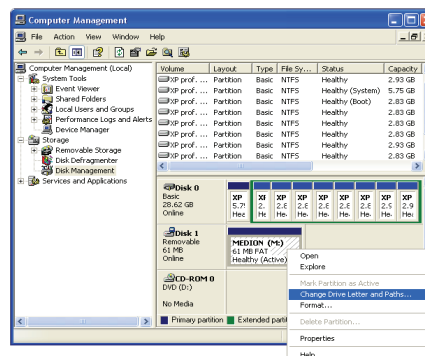 Computer Management
File Action View Window Help
Computer Management (Local)
System Tools
Event Viewer
Shared Folders
Local Users and Groups
Performance Logs and Alerts
Device Manager
Storage
Removable Storage
Disk Defragmenter
Disk Management
Services and Applications
Volume Layout Type File Sy... Status Capacity
XP prof. ... Partition Basic NTFS Healthy 2.93 GB
XP prof. ... Partition Basic NTFS Healthy (System) 5.75 GB
XP prof. ... Partition Basic NTFS Healthy (Boot) 2.83 GB
XP prof. ... Partition Basic NTFS Healthy 2.83 GB
XP prof. ... Partition Basic NTFS Healthy 2.83 GB
XP prof. ... Partition Basic NTFS Healthy 2.93 GB
XP prof. ... Partition Basic NTFS Healthy 2.83 GB
Disk 0
Basic
28.62 GB
Online
Disk 1
Removable
61 MB
Online
MEDION (M:)
61 MB FAT
Healthy (Active)
CD-ROM 0
DVD (D:)
No Media
Primary partition Extended parti
Open
Explore
Mark Partition as Active
Change Drive Letter and Paths...
Format...
Delete Partition...
Properties
Help